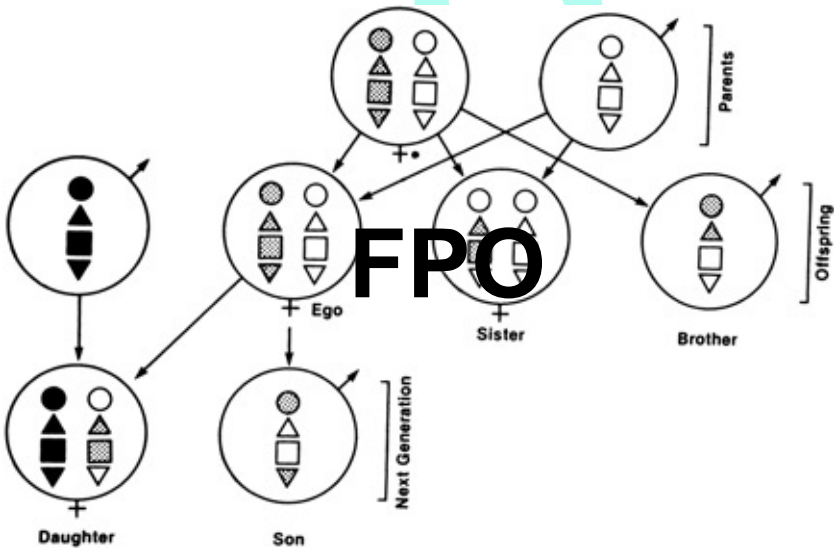 Parents
Offspring
FPO
Ego
Sister
Brother
Next Generation
Daughter
Son